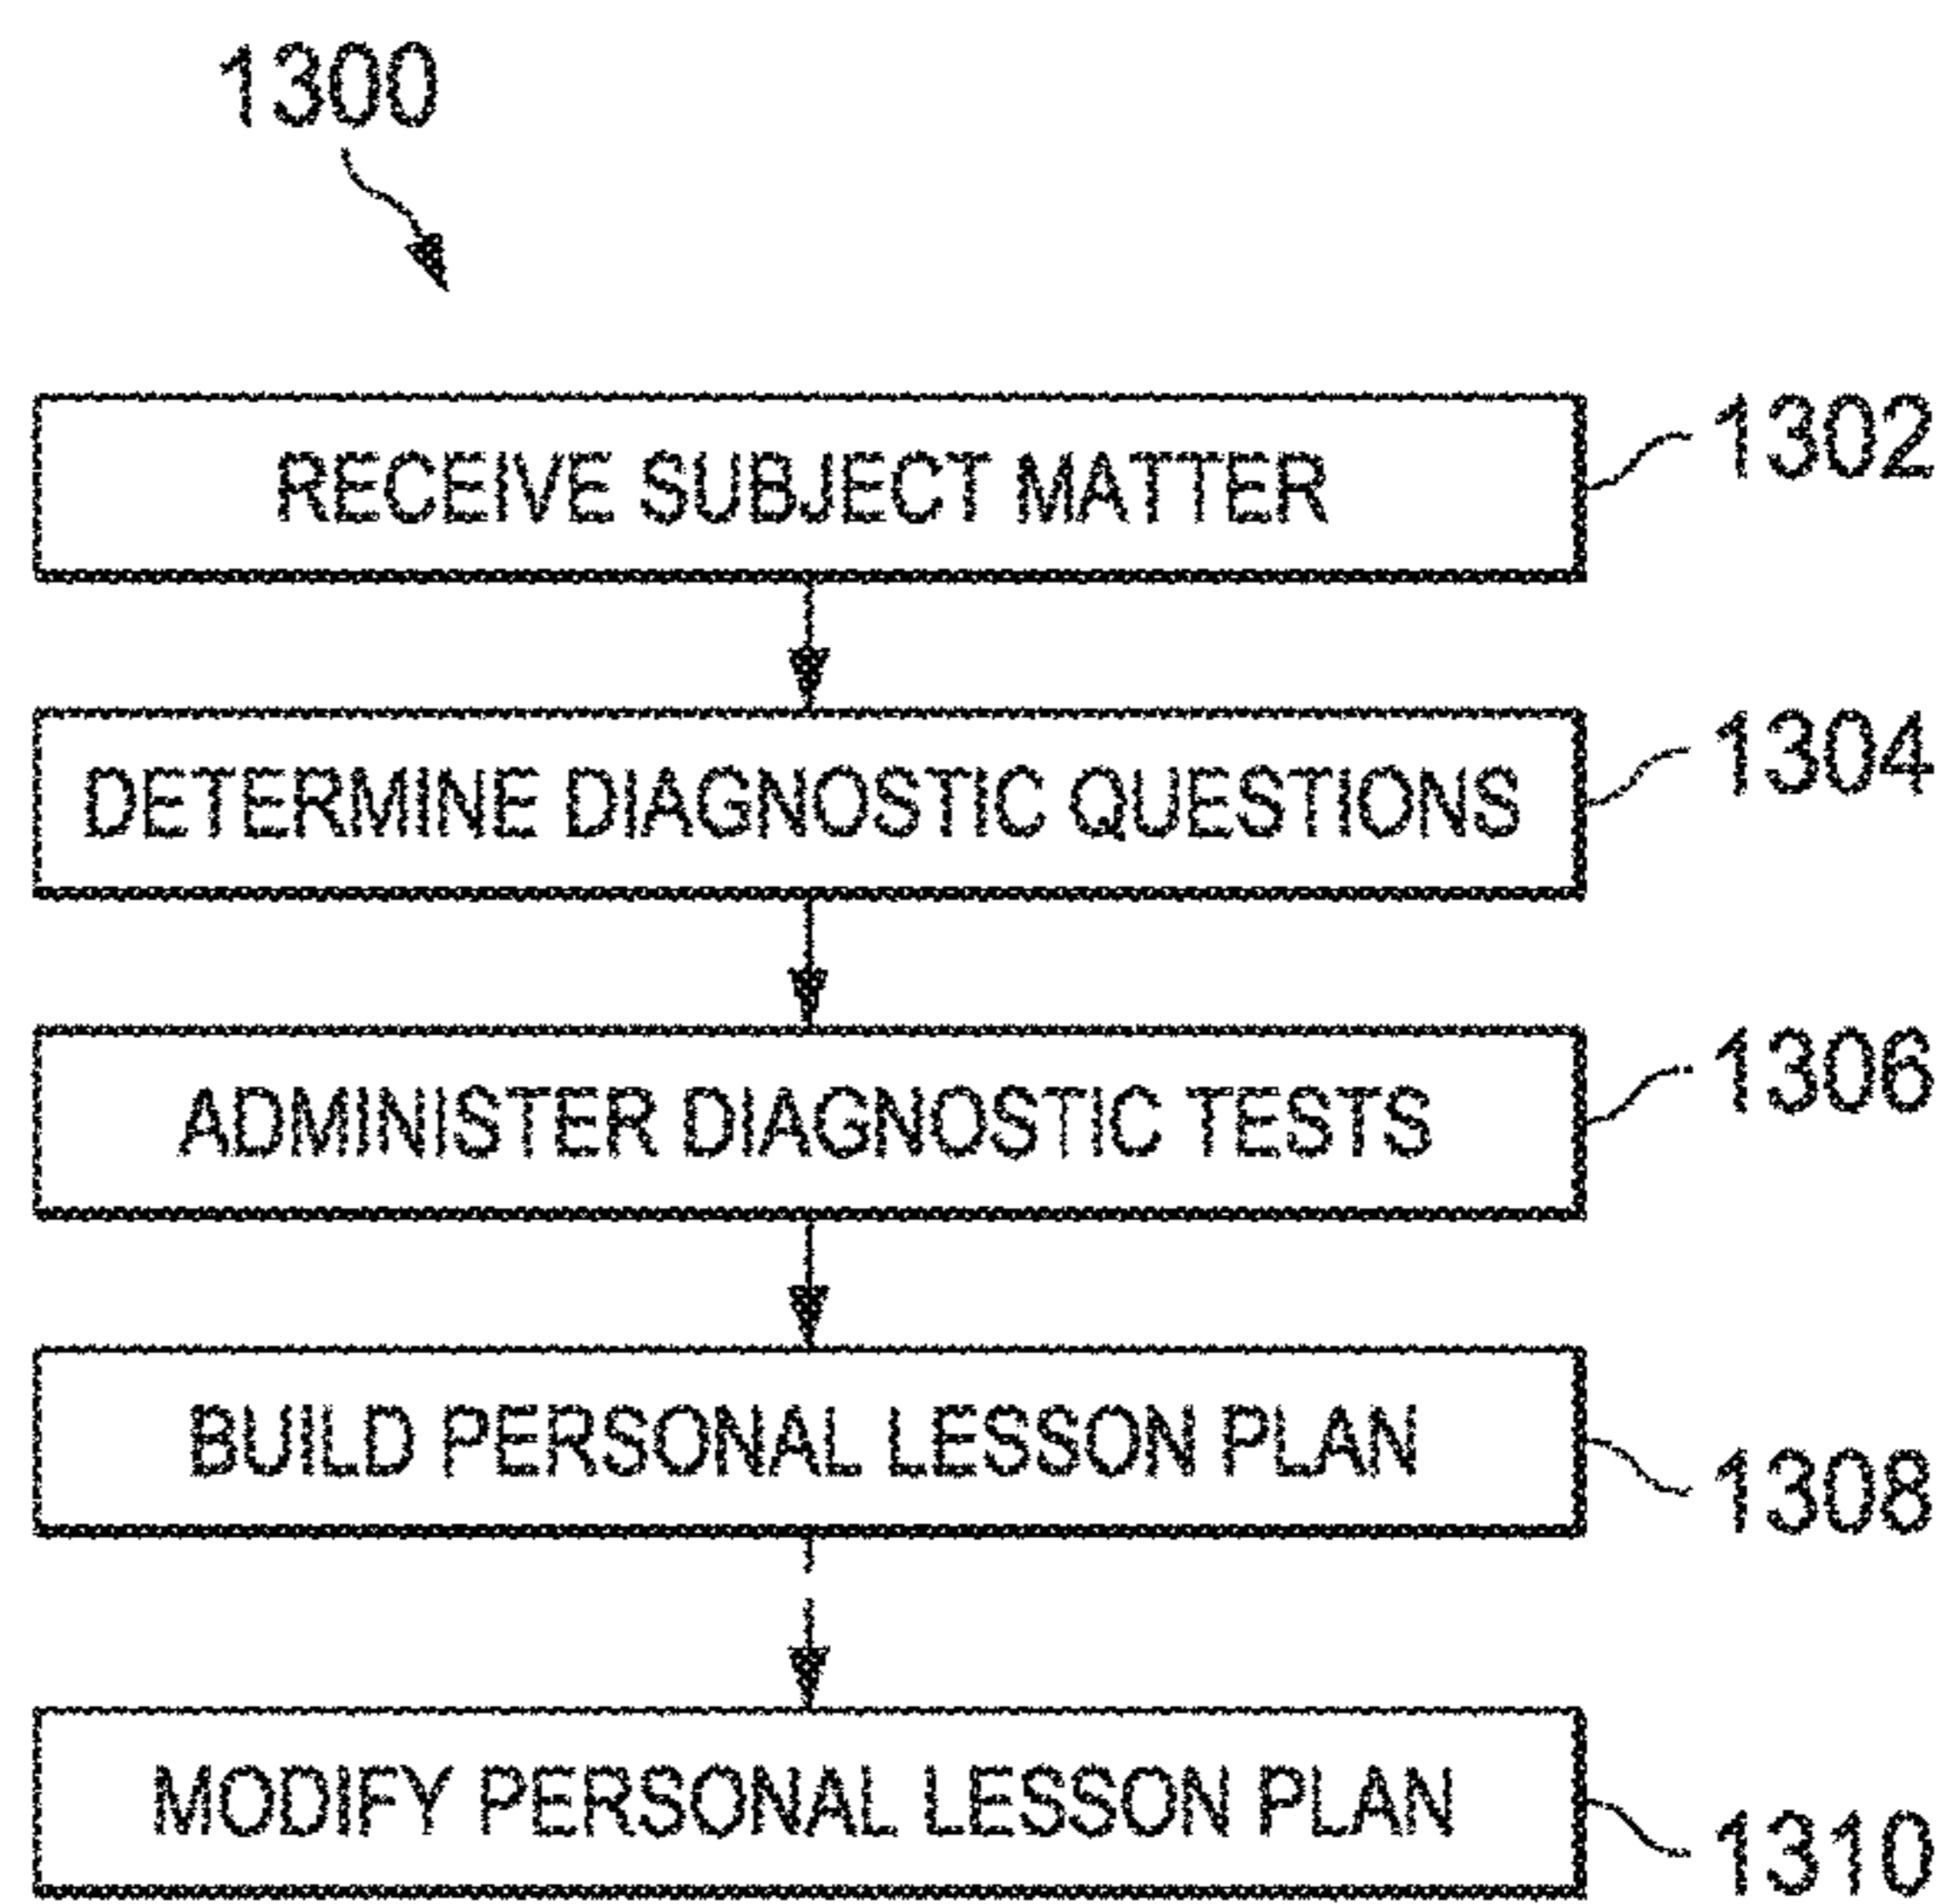 1300
RECEIVE SUBJECT MATTER 1302
DETERMINE DIAGNOSTIC QUESTIONS 1304
ADMINISTER DIAGNOSTIC TESTS 1306
BUILD PERSONAL LESSON PLAN 1308
MODIFY PERSONAL LESSON PLAN 1310